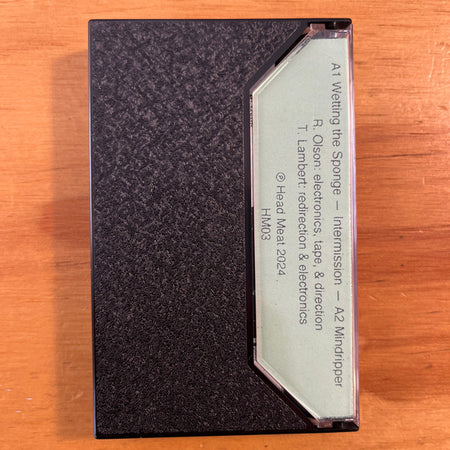 A1 Wetting the Sponge – Intermission – A2 Mindripper
R. Olson: electronics, tape, & direction
T. Lambert: redirection & electronics
℗ Head Meat 2024
HM03